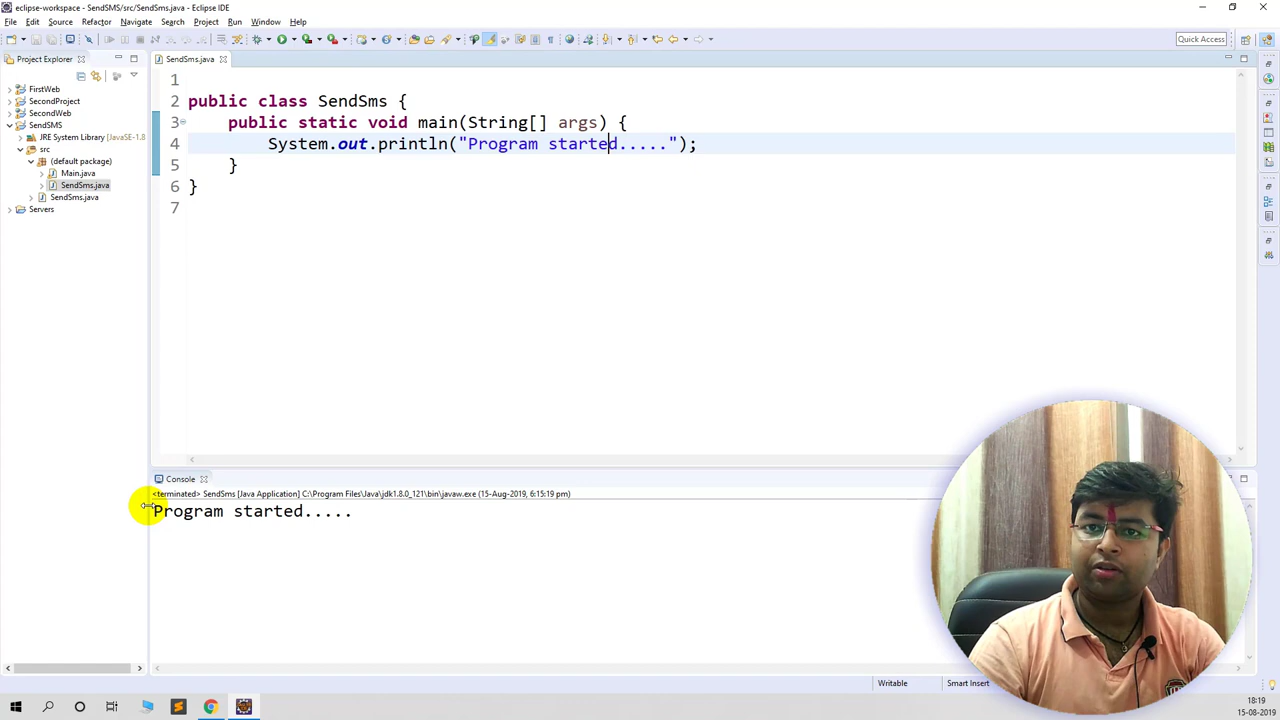 eclipse-workspace - SendSMS/src/SendSms.java - Eclipse IDE
File Edit Source Refactor Navigate Search Project Run Window Help
Quick Access
Project Explorer
SendSms.java
FirstWeb
SecondProject
SecondWeb
SendSMS
JRE System Library [JavaSE-1.8
src
(default package)
Main.java
SendSms.java
SendSms.java
Servers
1
2 public class SendSms {
3 public static void main(String[] args) {
4 System.out.println("Program started.....");
5 }
6 }
7
Console
<terminated> SendSms [Java Application] C:\Program Files\Java\jdk1.8.0_121\bin\javaw.exe (15-Aug-2019, 6:15:19 pm)
Program started.....
Writable
Smart Insert
18:19
15-08-2019